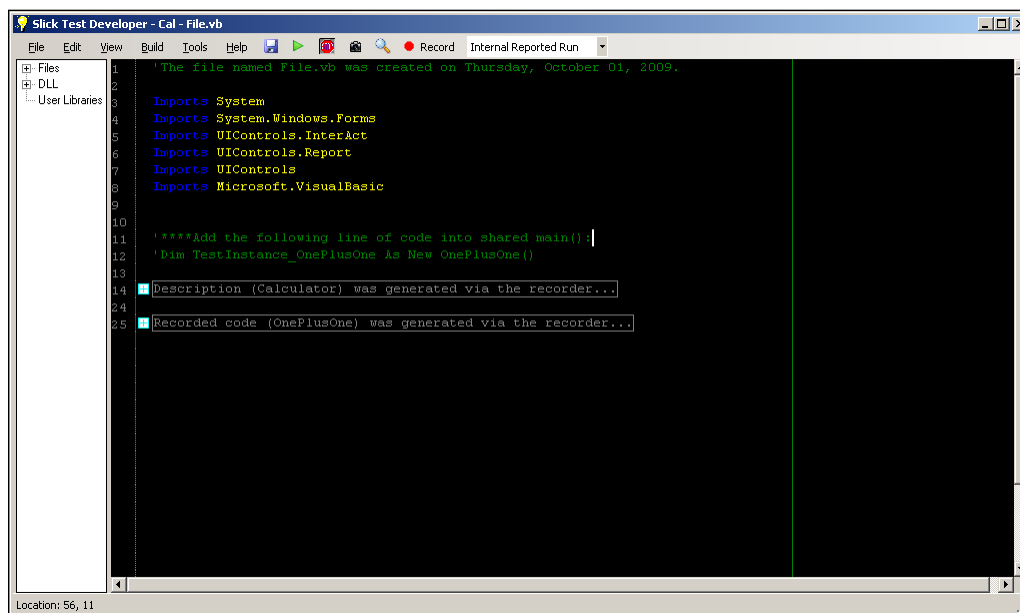 Slick Test Developer - Cal - File.vb
File Edit View Build Tools Help Record Internal Reported Run
Files
DLL
User Libraries
1 'The file named File.vb was created on Thursday, October 01, 2009.
2
3 Imports System
4 Imports System.Windows.Forms
5 Imports UIControls.InterAct
6 Imports UIControls.Report
7 Imports UIControls
8 Imports Microsoft.VisualBasic
9
10
11 '****Add the following line of code into shared main():
12 'Dim TestInstance_OnePlusOne As New OnePlusOne()
13
14 Description (Calculator) was generated via the recorder...
24
25 Recorded code (OnePlusOne) was generated via the recorder...
Location: 56, 11